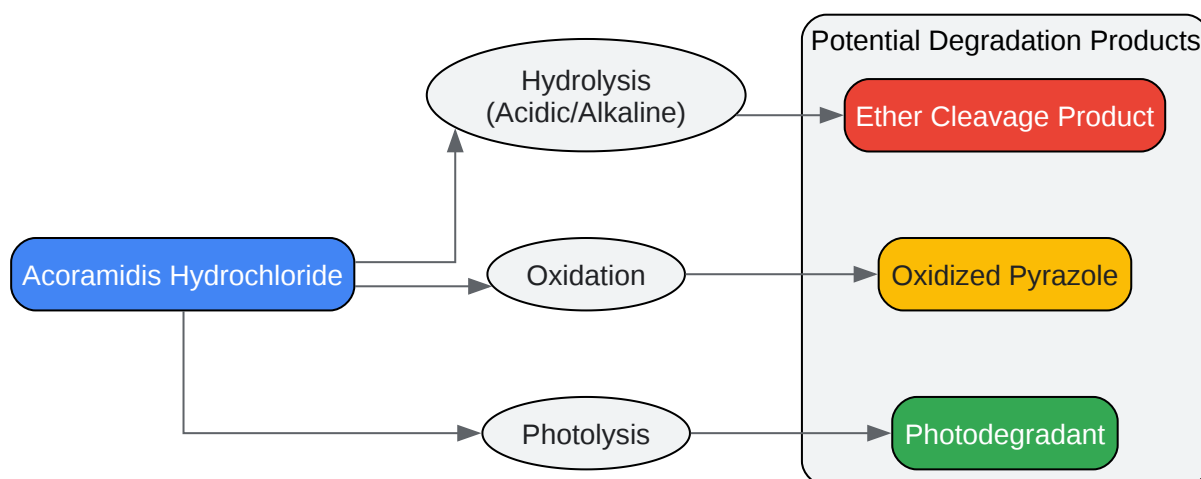 Potential Degradation Products
Hydrolysis
(Acidic/Alkaline)
Ether Cleavage Product
Acoramidis Hydrochloride
Oxidation
Oxidized Pyrazole
Photolysis
Photodegradant